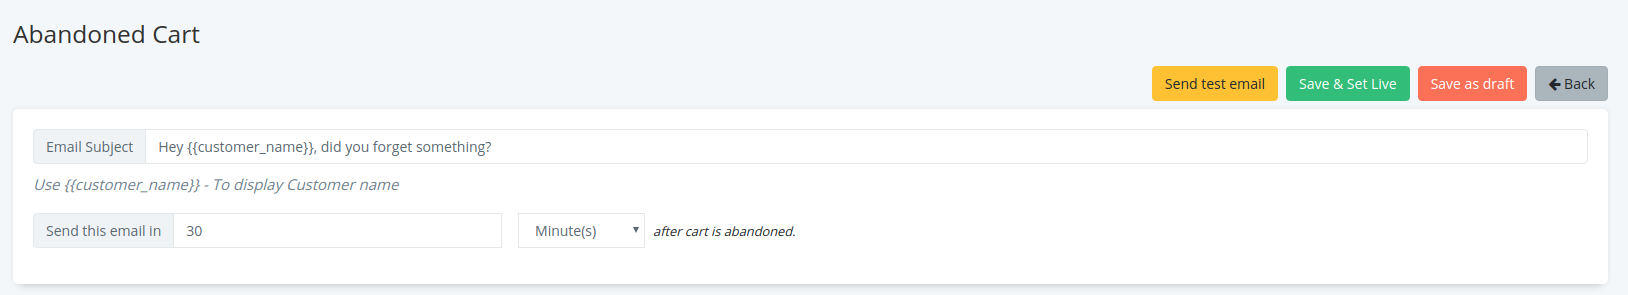 Abandoned Cart
Send test email Save & Set Live Save as draft Back
Email Subject Hey {{customer_name}}, did you forget something?
Use {{customer_name}} - To display Customer name
Send this email in 30 Minute(s) after cart is abandoned.